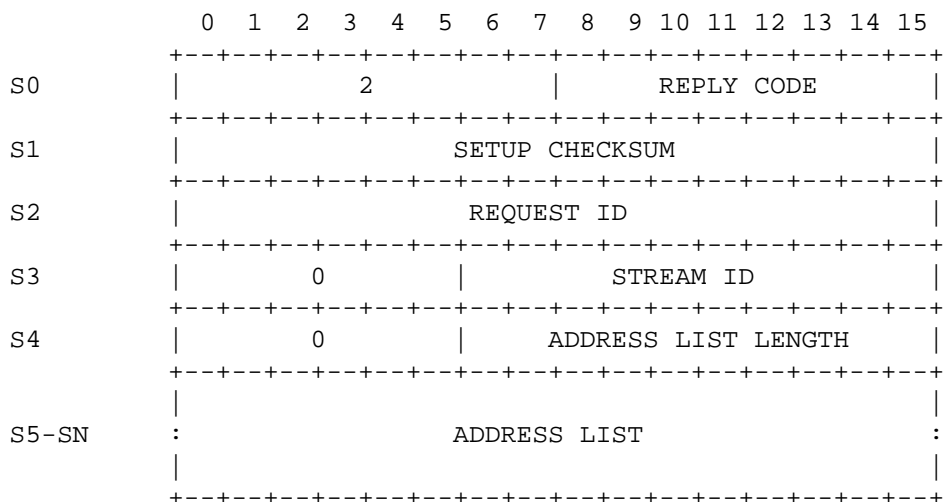 0 1 2 3 4 5 6 7 8 9 10 11 12 13 14 15
+--+--+--+--+--+--+--+--+--+--+--+--+--+--+--+--+
S0 | 2 | REPLY CODE |
+--+--+--+--+--+--+--+--+--+--+--+--+--+--+--+--+
S1 | SETUP CHECKSUM |
+--+--+--+--+--+--+--+--+--+--+--+--+--+--+--+--+
S2 | REQUEST ID |
+--+--+--+--+--+--+--+--+--+--+--+--+--+--+--+--+
S3 | 0 | STREAM ID |
+--+--+--+--+--+--+--+--+--+--+--+--+--+--+--+--+
S4 | 0 | ADDRESS LIST LENGTH |
+--+--+--+--+--+--+--+--+--+--+--+--+--+--+--+--+
| |
S5-SN : ADDRESS LIST :
| |
+--+--+--+--+--+--+--+--+--+--+--+--+--+--+--+--+